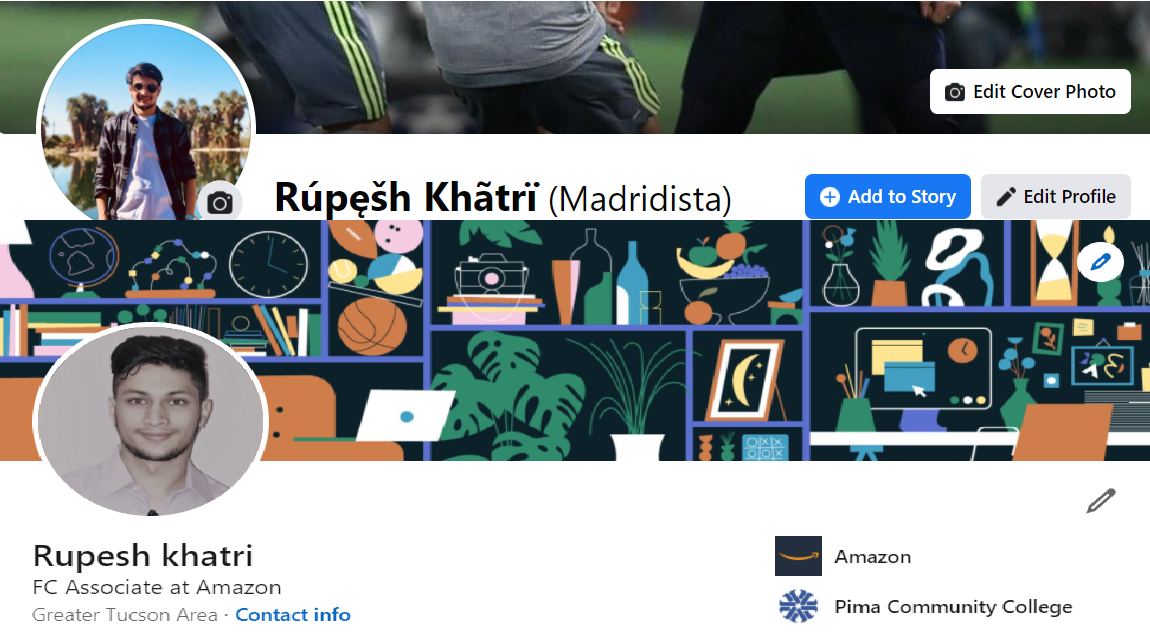 Edit Cover Photo
Rúpęšh Khãtrï (Madridista)
Add to Story
Edit Profile
Rupesh khatri
FC Associate at Amazon
Greater Tucson Area · Contact info
Amazon
Pima Community College